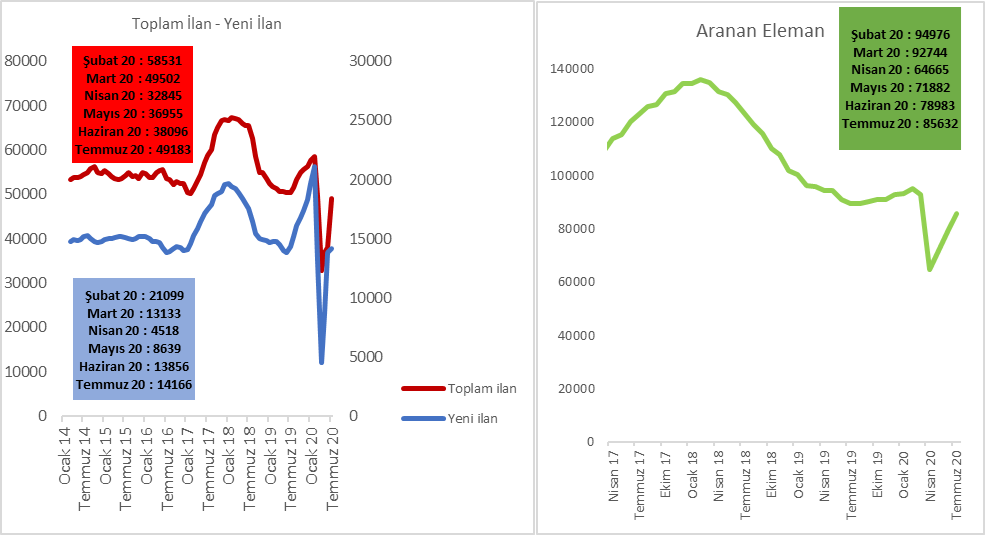 Toplam İlan - Yeni İlan
80000
70000
60000
50000
40000
30000
20000
10000
0
30000
25000
20000
15000
10000
5000
0
Şubat 20 : 58531
Mart 20 : 49502
Nisan 20 : 32845
Mayıs 20 : 36955
Haziran 20 : 38096
Temmuz 20 : 49183
Şubat 20 : 21099
Mart 20 : 13133
Nisan 20 : 4518
Mayıs 20 : 8639
Haziran 20 : 13856
Temmuz 20 : 14166
Toplam ilan
Yeni ilan
Ocak 14
Temmuz 14
Ocak 15
Temmuz 15
Ocak 16
Temmuz 16
Ocak 17
Temmuz 17
Ocak 18
Temmuz 18
Ocak 19
Temmuz 19
Ocak 20
Temmuz 20
Aranan Eleman
Şubat 20 : 94976
Mart 20 : 92744
Nisan 20 : 64665
Mayıs 20 : 71882
Haziran 20 : 78983
Temmuz 20 : 85632
140000
120000
100000
80000
60000
40000
20000
0
Nisan 17
Temmuz 17
Ekim 17
Ocak 18
Nisan 18
Temmuz 18
Ekim 18
Ocak 19
Nisan 19
Temmuz 19
Ekim 19
Ocak 20
Nisan 20
Temmuz 20